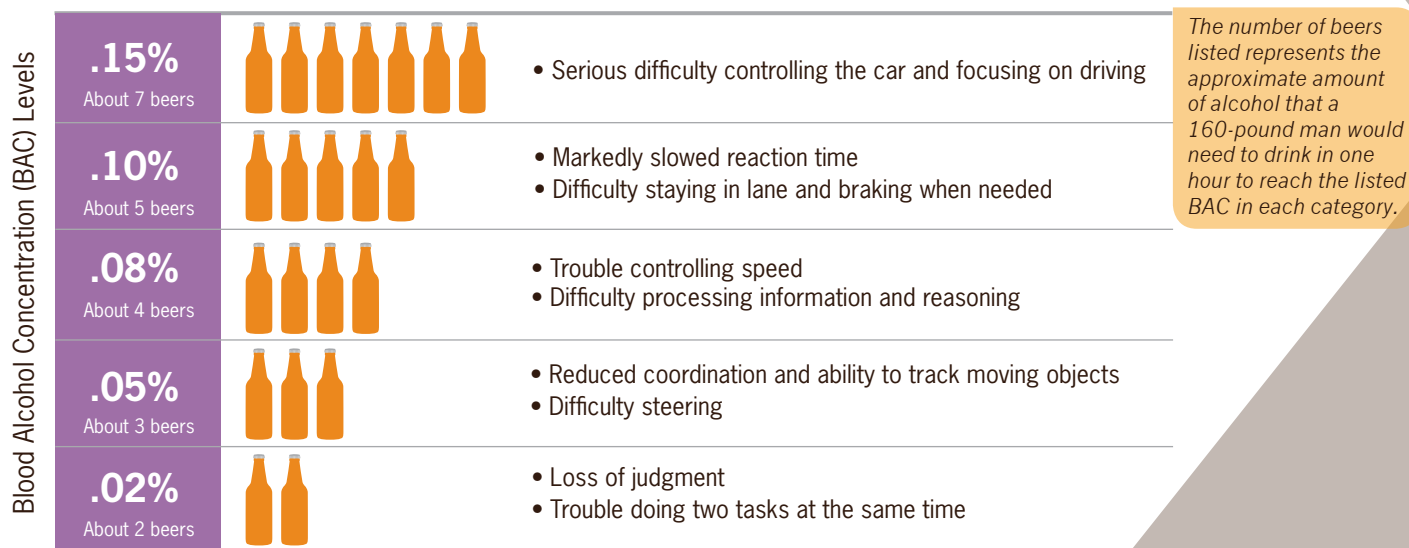 Blood Alcohol Concentration (BAC) Levels
.15%
About 7 beers
• Serious difficulty controlling the car and focusing on driving
.10%
About 5 beers
• Markedly slowed reaction time
• Difficulty staying in lane and braking when needed
.08%
About 4 beers
• Trouble controlling speed
• Difficulty processing information and reasoning
.05%
About 3 beers
• Reduced coordination and ability to track moving objects
• Difficulty steering
.02%
About 2 beers
• Loss of judgment
• Trouble doing two tasks at the same time
The number of beers
listed represents the
approximate amount
of alcohol that a
160-pound man would
need to drink in one
hour to reach the listed
BAC in each category.